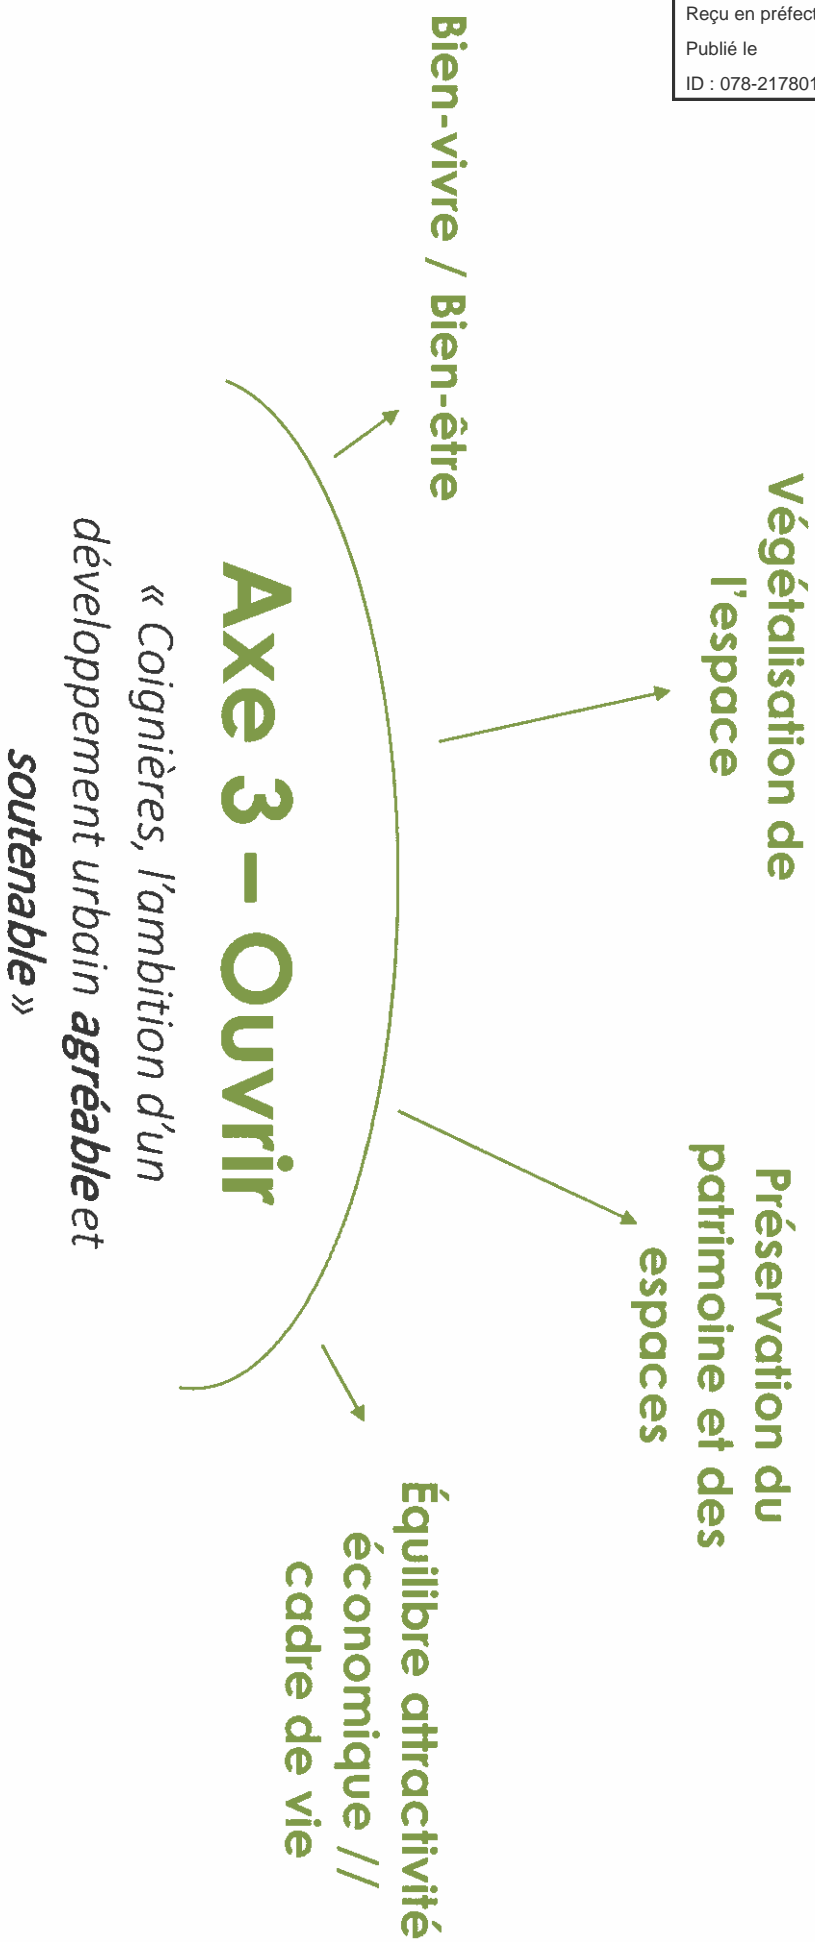 Reçu en préfect
Publié le
ID : 078-217801
Végétalisation de
l'espace
Préservation du
patrimoine et des
espaces
Bien-vivre / Bien-être
Équilibre attractivité
économique //
cadre de vie
Axe 3 – Ouvrir
« Coignières, l'ambition d'un
développement urbain agréable et
soutenable »